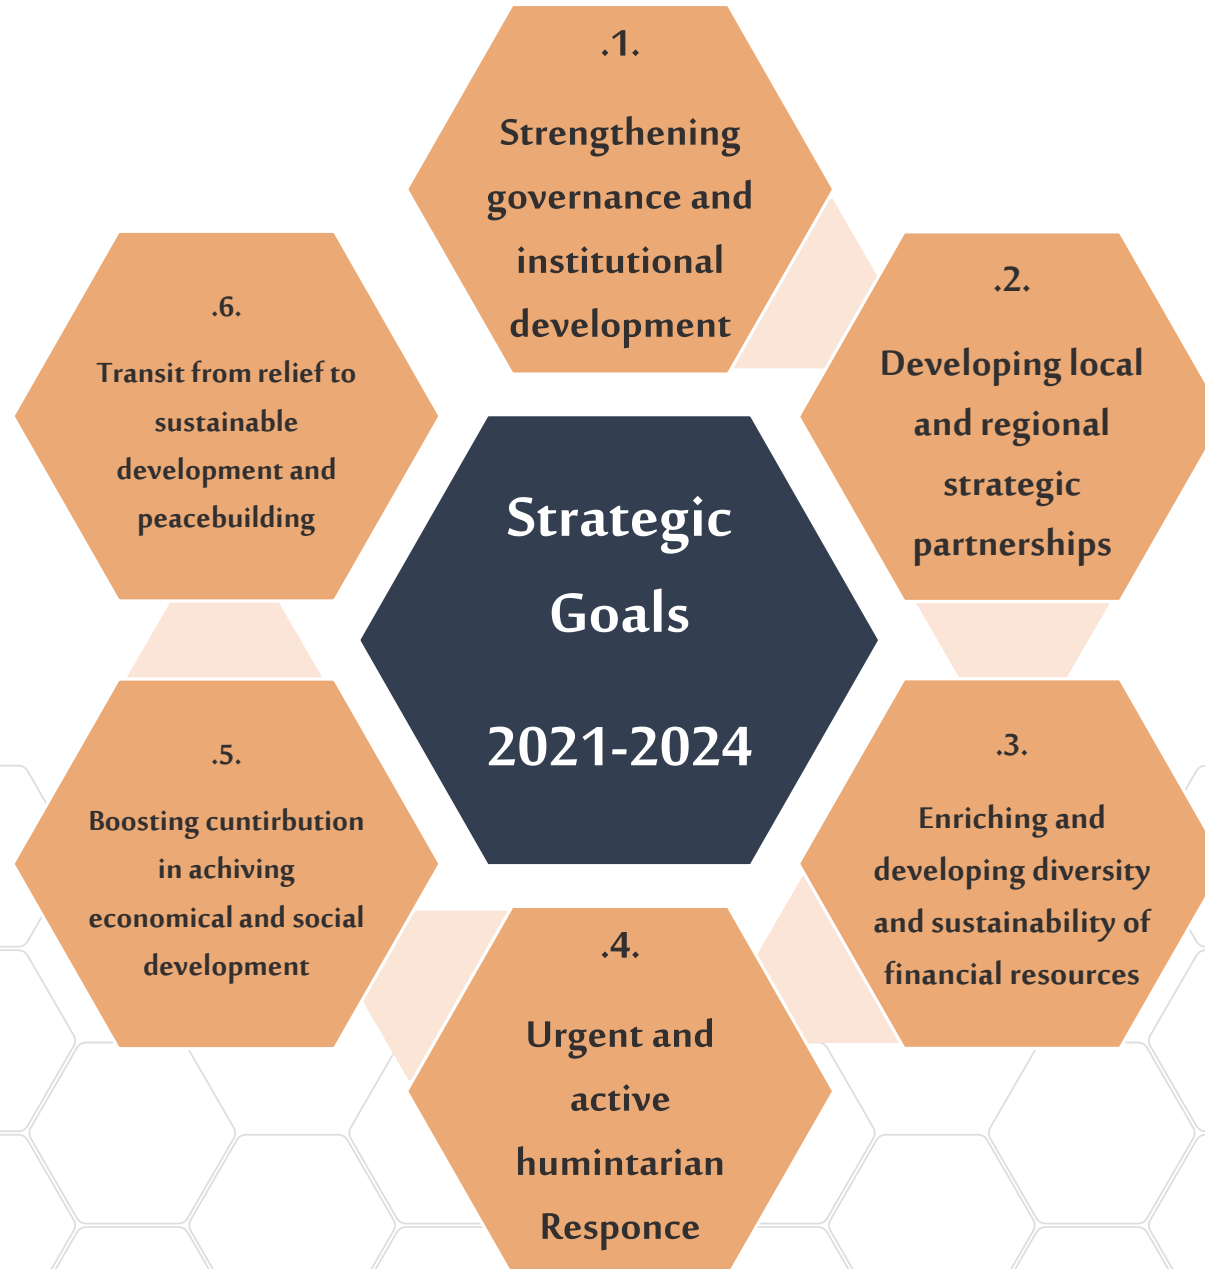 .1.
Strengthening
governance and
institutional
development
.2.
Developing local
and regional
strategic
partnerships
.3.
Enriching and
developing diversity
and sustainability of
financial resources
.4.
Urgent and
active
humintarian
Responce
.5.
Boosting cuntirbution
in achiving
economical and social
development
.6.
Transit from relief to
sustainable
development and
peacebuilding
Strategic
Goals
2021-2024